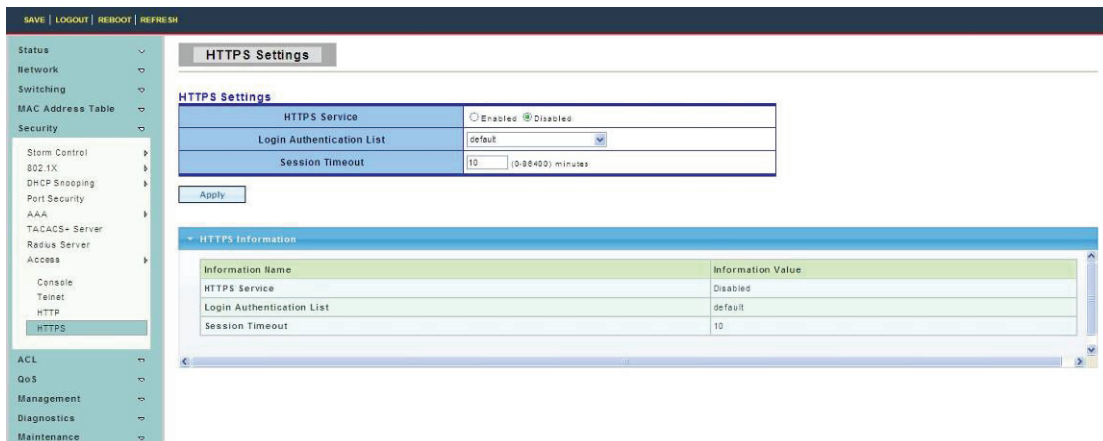 SAVE | LOGOUT | REBOOT | REFRESH
Status
Network
Switching
MAC Address Table
Security
Storm Control
802.1X
DHCP Snooping
Port Security
AAA
TACACS+ Server
Radius Server
Access
Console
Telnet
HTTP
HTTPS
ACL
QoS
Management
Diagnostics
Maintenance
HTTPS Settings
HTTPS Settings
HTTPS Service Enabled Disabled
Login Authentication List default
Session Timeout 10 (0-86400) minutes
Apply
HTTPS Information
Information Name Information Value
HTTPS Service Disabled
Login Authentication List default
Session Timeout 10